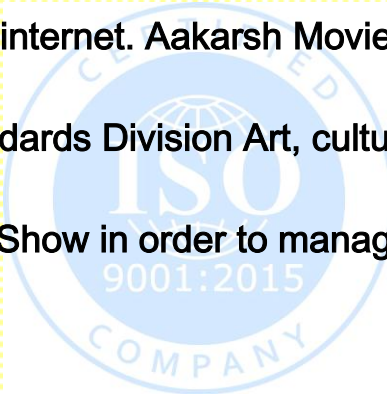 internet. Aakarsh Movie
dards Division Art, cultu
Show in order to manag
CERTIFIED
ISO
9001:2015
COMPANY